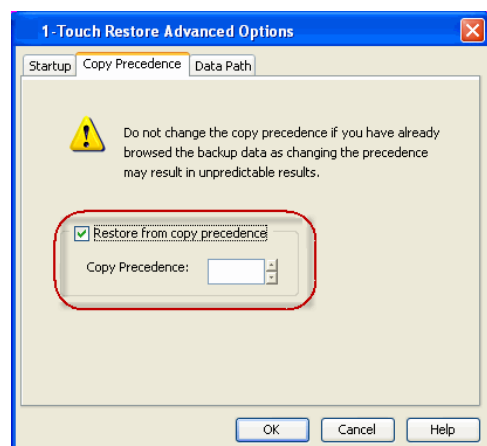 1-Touch Restore Advanced Options
Startup Copy Precedence Data Path
Do not change the copy precedence if you have already
browsed the backup data as changing the precedence
may result in unpredictable results.
Restore from copy precedence
Copy Precedence:
OK Cancel Help